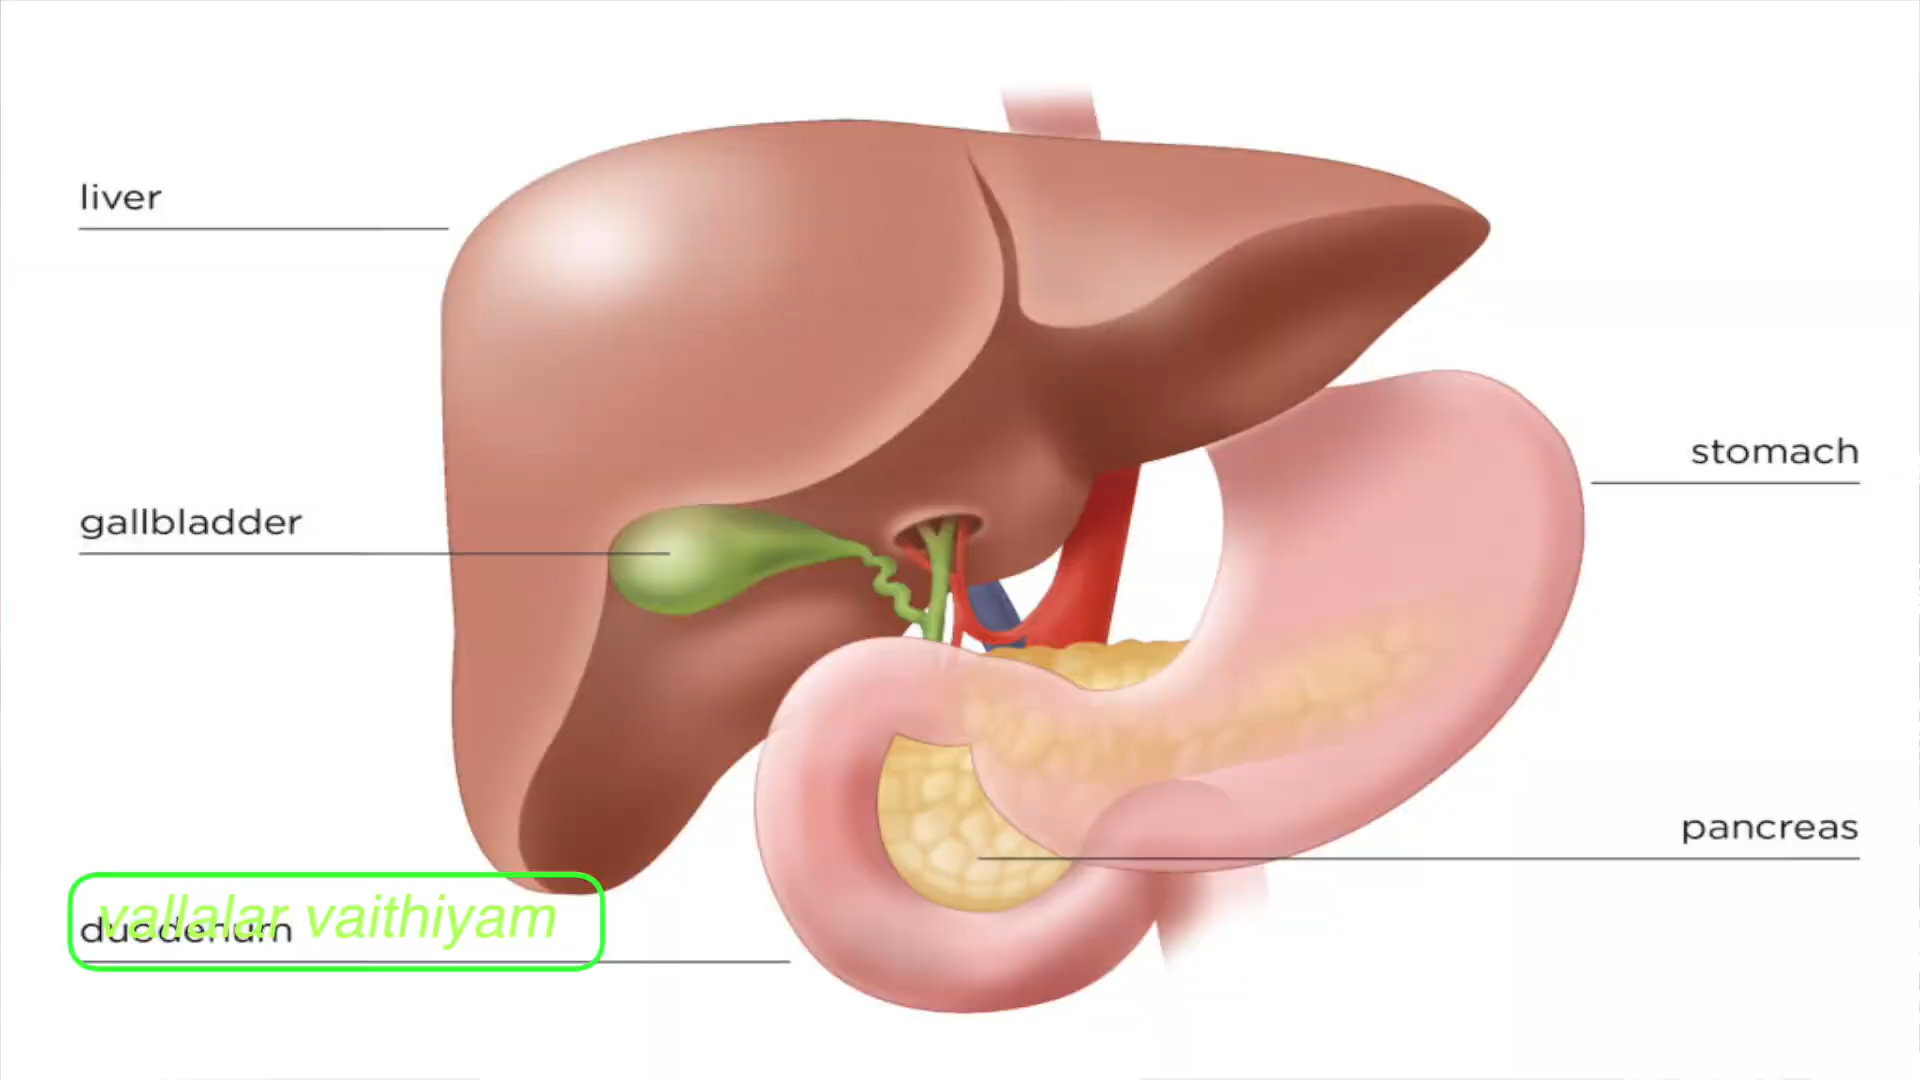 liver
gallbladder
stomach
pancreas
duodenum
vallalar vaithiyam